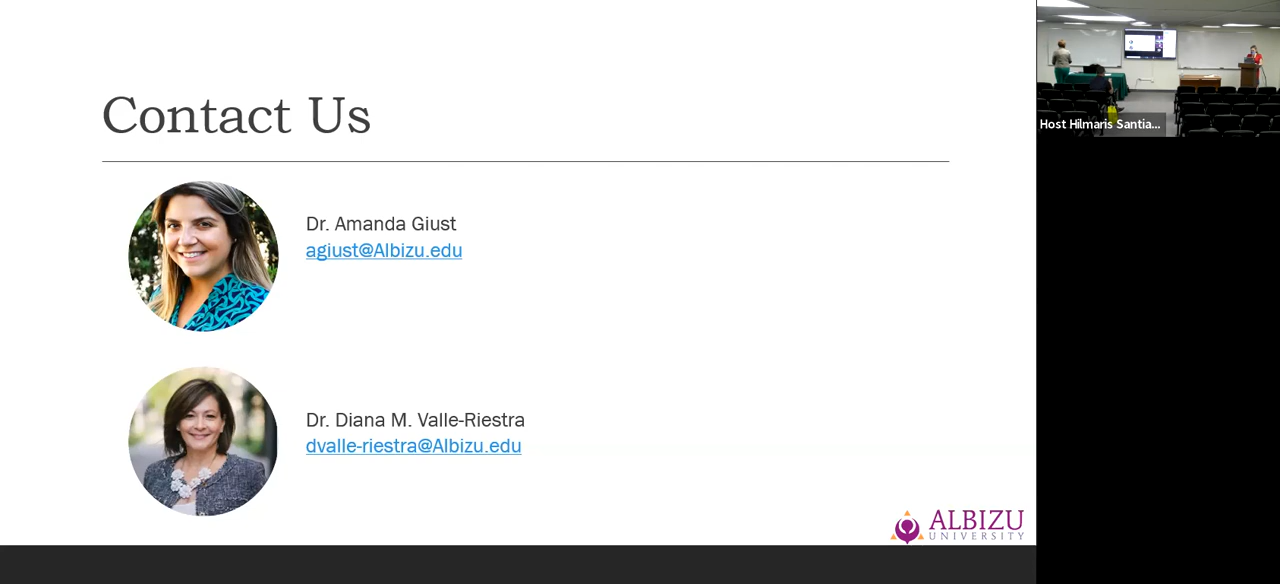 Contact Us
Dr. Amanda Giust
agiust@Albizu.edu
Dr. Diana M. Valle-Riestra
dvalle-riestra@Albizu.edu
ALBIZU
UNIVERSITY
Host Hilmaris Santia...